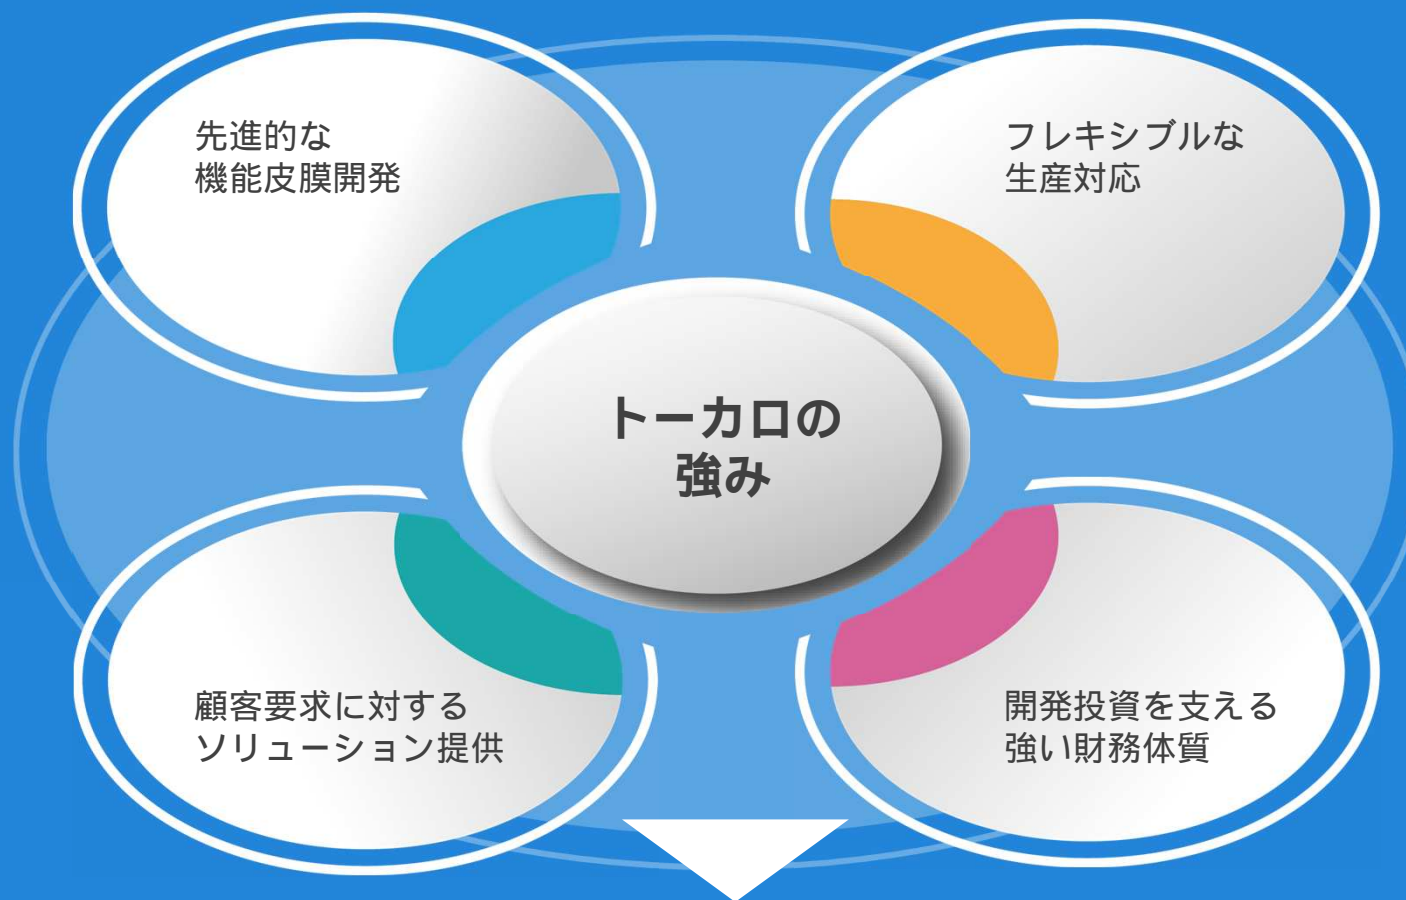 先進的な
機能皮膜開発
フレキシブルな
生産対応
トーカロの
強み
顧客要求に対する
ソリューション提供
開発投資を支える
強い財務体質